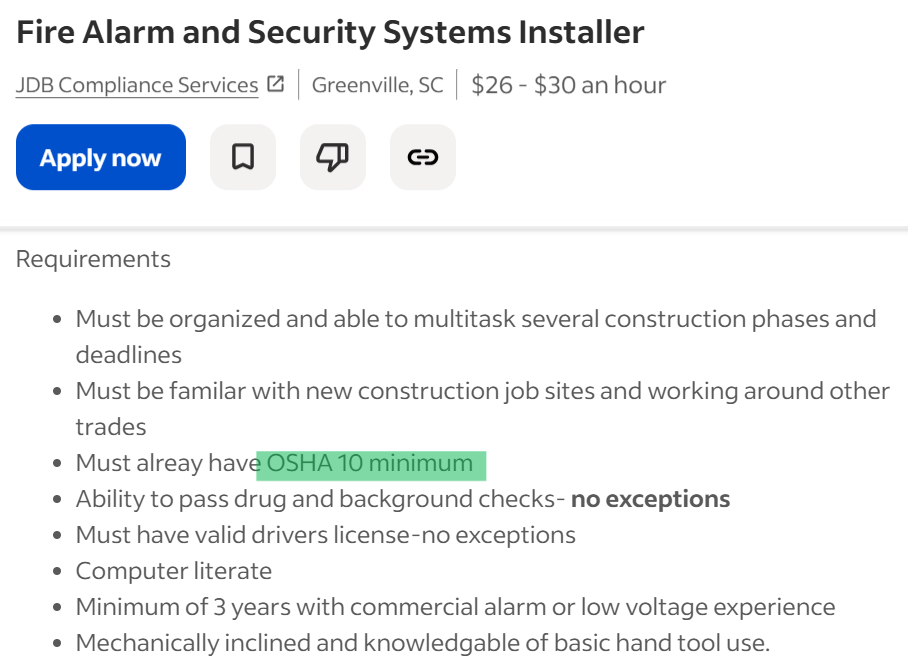 Fire Alarm and Security Systems Installer
JDB Compliance Services
Greenville, SC
$26 - $30 an hour
Apply now
Requirements
• Must be organized and able to multitask several construction phases and
deadlines
• Must be familar with new construction job sites and working around other
trades
• Must alreay have OSHA 10 minimum
• Ability to pass drug and background checks- no exceptions
• Must have valid drivers license-no exceptions
• Computer literate
• Minimum of 3 years with commercial alarm or low voltage experience
• Mechanically inclined and knowledgable of basic hand tool use.